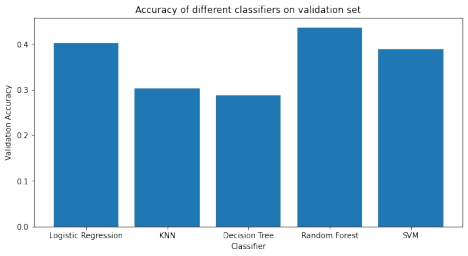 Accuracy of different classifiers on validation set
Validation Accuracy
0.4
0.3
0.2
0.1
0.0
Logistic Regression KNN Decision Tree Random Forest SVM
Classifier